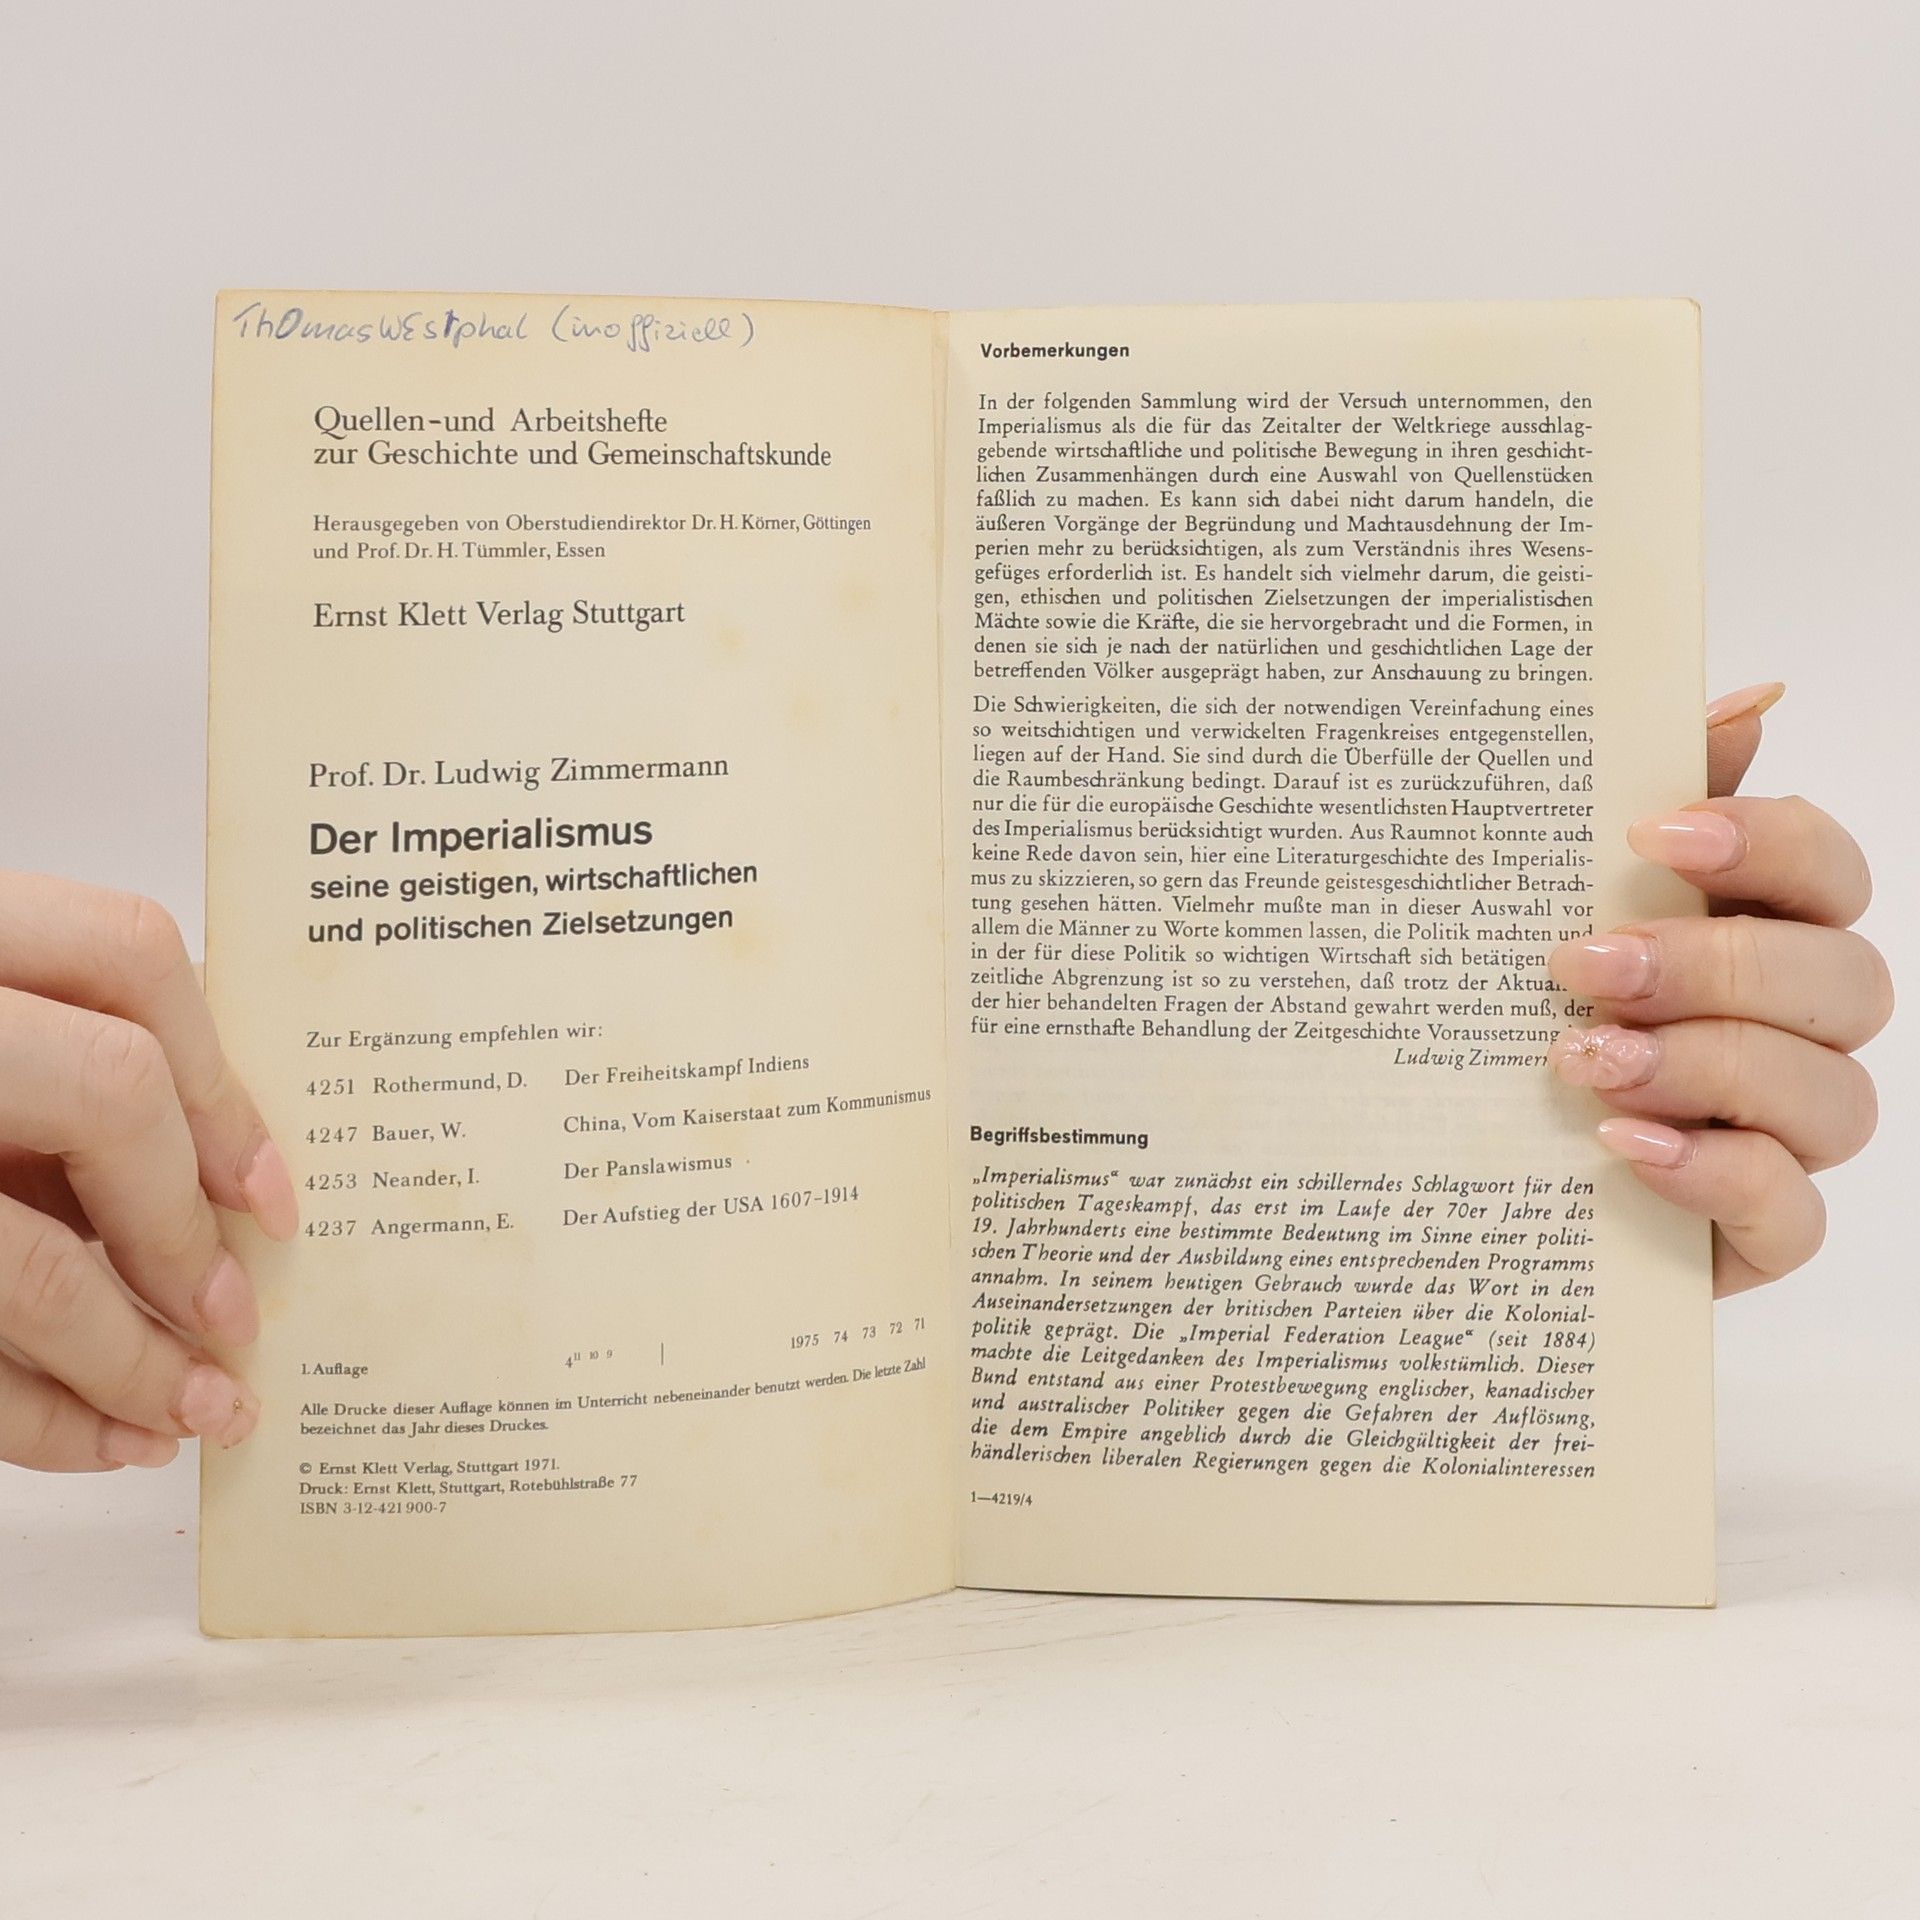 ThOmas WEstphal (inoffiziell)
Quellen-und Arbeitshefte
zur Geschichte und Gemeinschaftskunde
Herausgegeben von Oberstudiendirektor Dr. H. Körner, Göttingen
und Prof. Dr. H. Tümmler, Essen
Ernst Klett Verlag Stuttgart
Prof. Dr. Ludwig Zimmermann
Der Imperialismus
seine geistigen, wirtschaftlichen
und politischen Zielsetzungen
Zur Ergänzung empfehlen wir:
4251 Rothermund, D. Der Freiheitskampf Indiens
4247 Bauer, W. China, Vom Kaiserstaat zum Kommunismus
4253 Neander, I. Der Panslawismus
4237 Angermann, E. Der Aufstieg der USA 1607–1914
1. Auflage 4 11 10 9 | 1975 74 73 72 71
Alle Drucke dieser Auflage können im Unterricht nebeneinander benutzt werden. Die letzte Zahl
bezeichnet das Jahr dieses Druckes.
© Ernst Klett Verlag, Stuttgart 1971.
Druck: Ernst Klett, Stuttgart, Rotebühlstraße 77
ISBN 3-12-421900-7
Vorbemerkungen
In der folgenden Sammlung wird der Versuch unternommen, den
Imperialismus als die für das Zeitalter der Weltkriege ausschlag-
gebende wirtschaftliche und politische Bewegung in ihren geschicht-
lichen Zusammenhängen durch eine Auswahl von Quellenstücken
faßlich zu machen. Es kann sich dabei nicht darum handeln, die
äußeren Vorgänge der Begründung und Machtausdehnung der Im-
perien mehr zu berücksichtigen, als zum Verständnis ihres Wesens-
gefüges erforderlich ist. Es handelt sich vielmehr darum, die geisti-
gen, ethischen und politischen Zielsetzungen der imperialistischen
Mächte sowie die Kräfte, die sie hervorgebracht und die Formen, in
denen sie sich je nach der natürlichen und geschichtlichen Lage der
betreffenden Völker ausgeprägt haben, zur Anschauung zu bringen.
Die Schwierigkeiten, die sich der notwendigen Vereinfachung eines
so weitschichtigen und verwickelten Fragenkreises entgegenstellen,
liegen auf der Hand. Sie sind durch die Überfülle der Quellen und
die Raumbeschränkung bedingt. Darauf ist es zurückzuführen, daß
nur die für die europäische Geschichte wesentlichsten Hauptvertreter
des Imperialismus berücksichtigt wurden. Aus Raumnot konnte auch
keine Rede davon sein, hier eine Literaturgeschichte des Imperialis-
mus zu skizzieren, so gern das Freunde geistesgeschichtlicher Betrach-
tung gesehen hätten. Vielmehr mußte man in dieser Auswahl vor
allem die Männer zu Worte kommen lassen, die Politik machten und
in der für diese Politik so wichtigen Wirtschaft sich betätigen.
zeitliche Abgrenzung ist so zu verstehen, daß trotz der
der hier behandelten Fragen der Abstand gewahrt werden muß, der
für eine ernsthafte Behandlung der Zeitgeschichte Voraussetzung
Ludwig
Begriffsbestimmung
„Imperialismus“ war zunächst ein schillerndes Schlagwort für den
politischen Tageskampf, das erst im Laufe der 70er Jahre des
19. Jahrhunderts eine bestimmte Bedeutung im Sinne einer politi-
schen Theorie und der Ausbildung eines entsprechenden Programms
annahm. In seinem heutigen Gebrauch wurde das Wort in den
Auseinandersetzungen der britischen Parteien über die Kolonial-
politik geprägt. Die „Imperial Federation League“ (seit 1884)
machte die Leitgedanken des Imperialismus volkstümlich. Dieser
Bund entstand aus einer Protestbewegung englischer, kanadischer
und australischer Politiker gegen die Gefahren der Auflösung,
die dem Empire angeblich durch die Gleichgültigkeit der frei-
händlerischen liberalen Regierungen gegen die Kolonialinteressen
1—4219/4